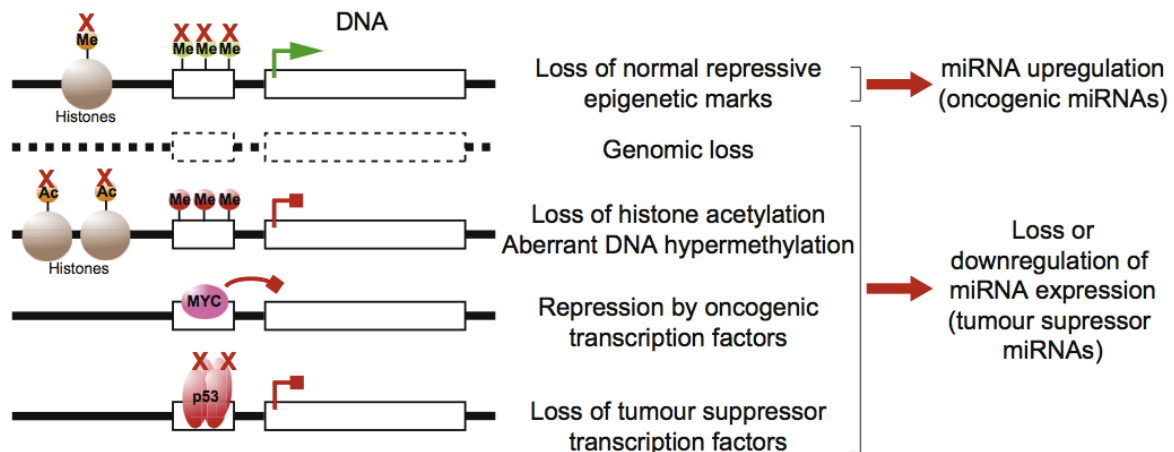 DNA
X
Me
X X X
Me Me Me
Histones
Loss of normal repressive
epigenetic marks
miRNA upregulation
(oncogenic miRNAs)
Genomic loss
X X
Ac Ac
Me Me Me
Histones
Loss of histone acetylation
Aberrant DNA hypermethylation
MYC
Repression by oncogenic
transcription factors
X X
p53
Loss of tumour suppressor
transcription factors
Loss or
downregulation of
miRNA expression
(tumour supressor
miRNAs)